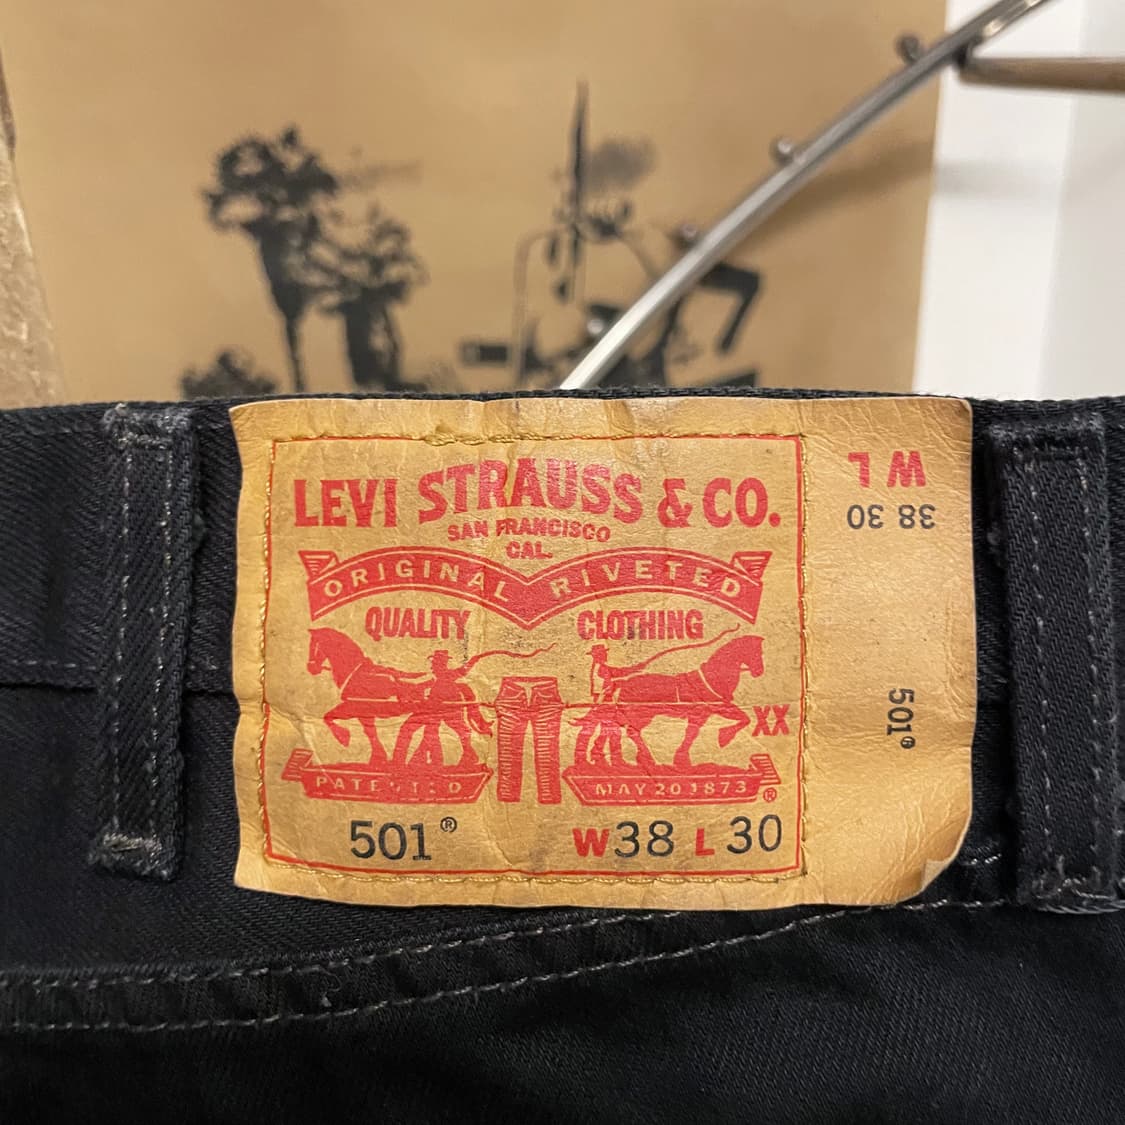 LEVI STRAUSS & CO.
SAN FRANCISCO
CAL.
ORIGINAL RIVETED
QUALITY CLOTHING
XX
PATENTED MAY 20 1873 ®
501® W38 L30
W L
38 30
501®